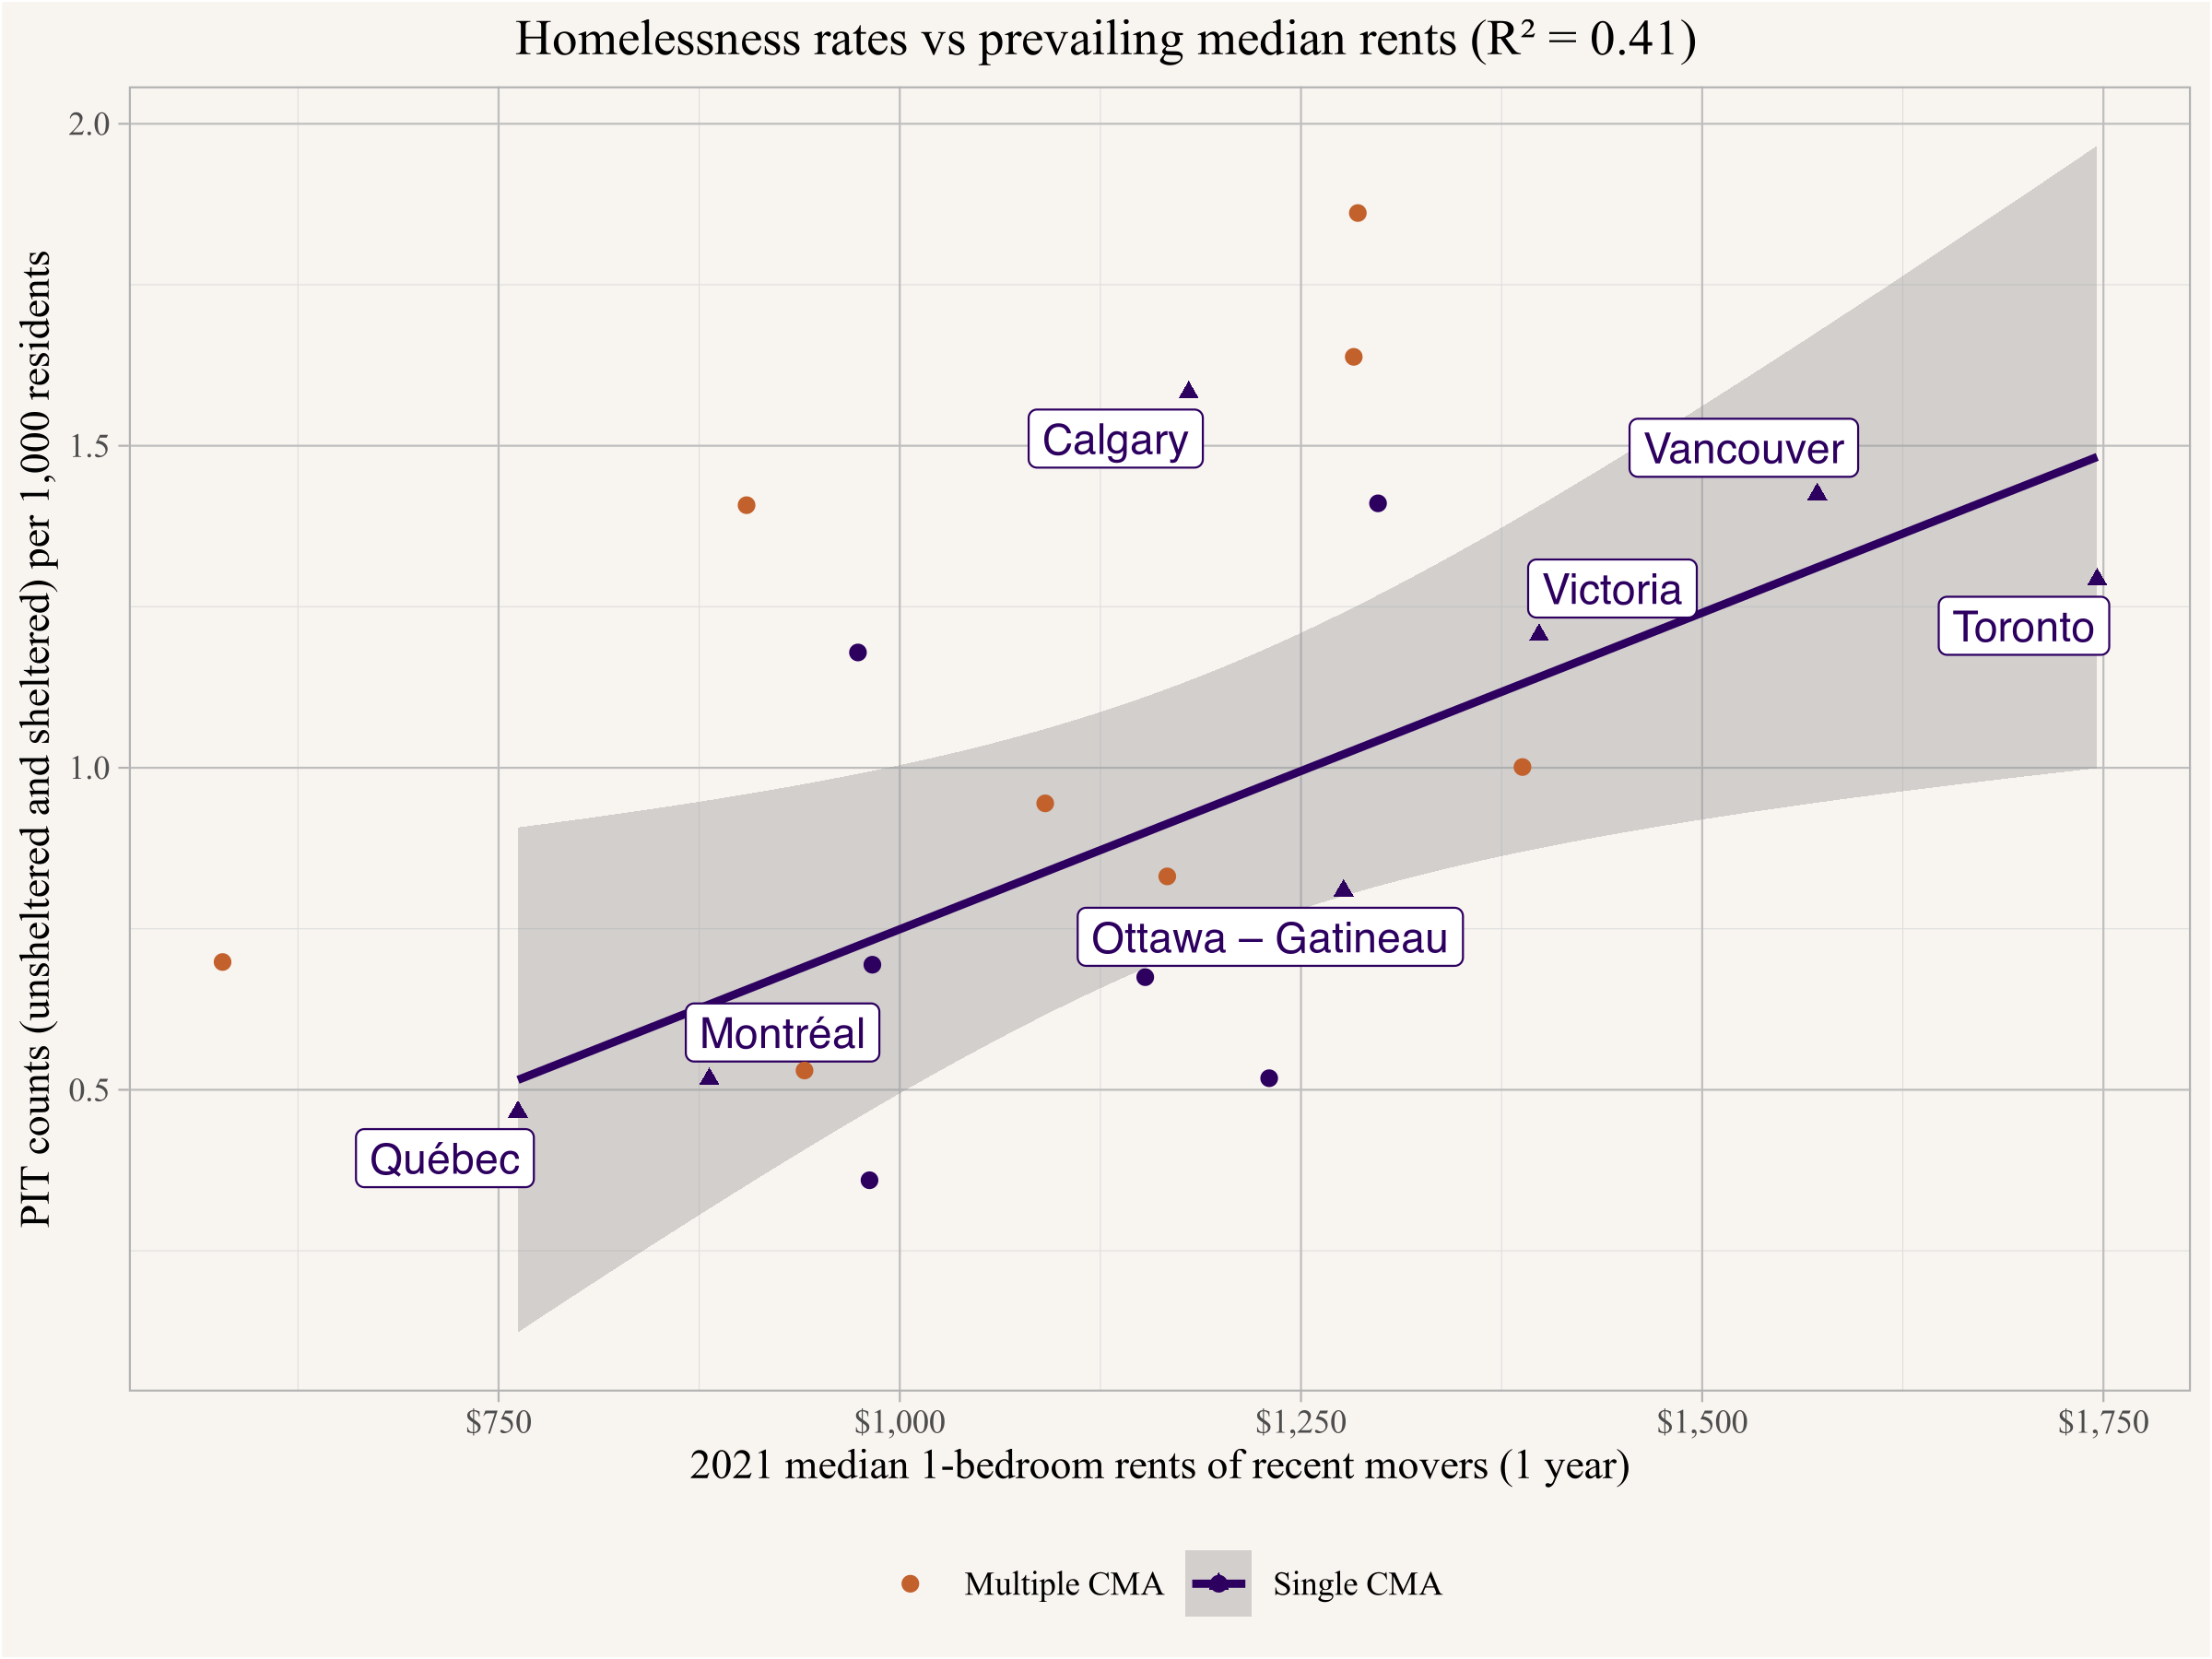 Homelessness rates vs prevailing median rents (R² = 0.41)
PIT counts (unsheltered and sheltered) per 1,000 residents
2.0
1.5
1.0
0.5
Calgary
Vancouver
Victoria
Toronto
Ottawa – Gatineau
Montréal
Québec
$750
$1,000
$1,250
$1,500
$1,750
2021 median 1-bedroom rents of recent movers (1 year)
Multiple CMA
Single CMA